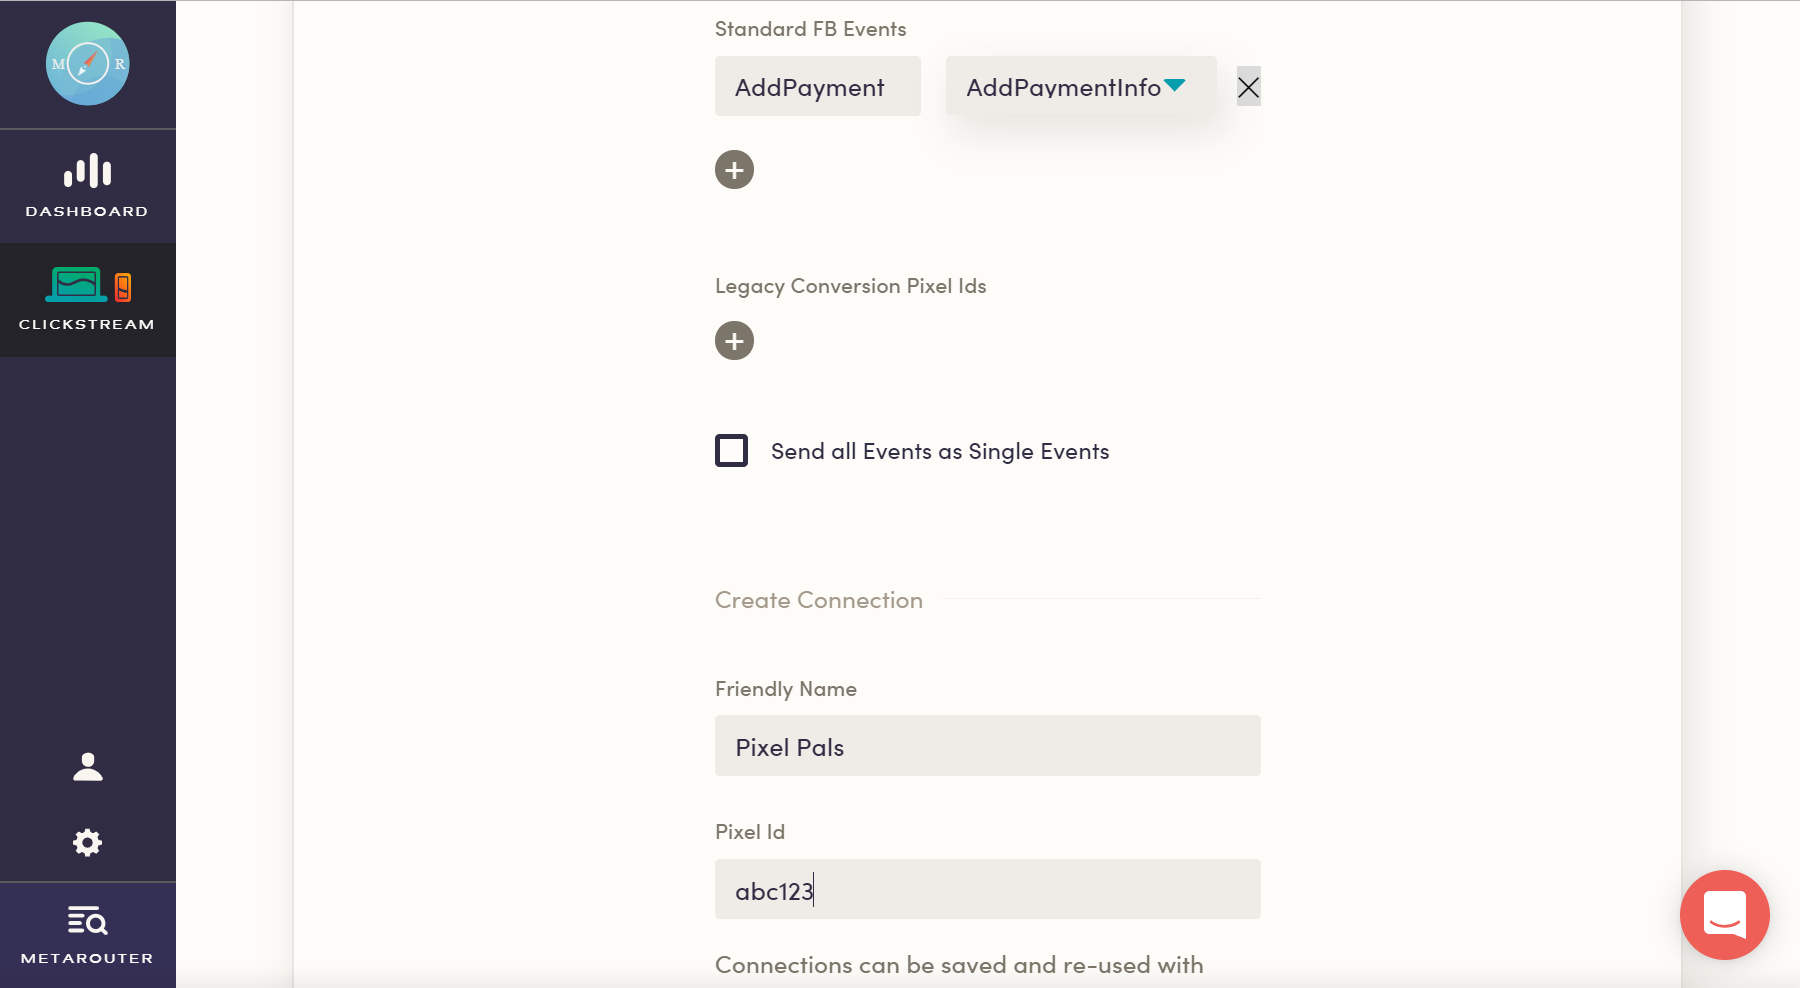 M R
DASHBOARD
CLICKSTREAM
METAROUTER
Standard FB Events
AddPayment
AddPaymentInfo
Legacy Conversion Pixel Ids
Send all Events as Single Events
Create Connection
Friendly Name
Pixel Pals
Pixel Id
abc123
Connections can be saved and re-used with